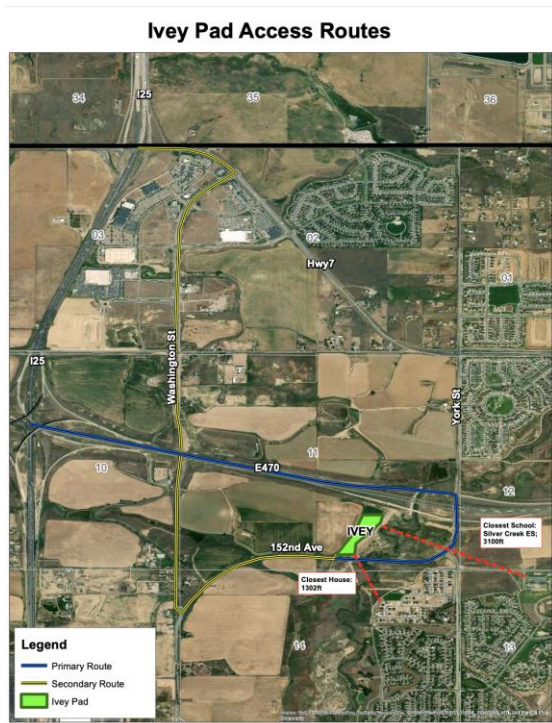 Ivey Pad Access Routes
34
I25
35
36
03
02
Hwy7
01
Washington St
I25
York St
10
11
E470
12
IVEY
Closest School:
Silver Creek ES;
3100ft
152nd Ave
Closest House:
1302ft
14
13
Legend
Primary Route
Secondary Route
Ivey Pad